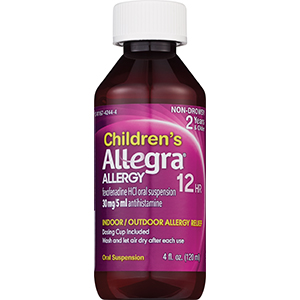 NON-DROWSY
2 Years & Older
Children's
Allegra®
ALLERGY
12 HR
fexofenadine HCl oral suspension
30 mg/5 ml antihistamine
INDOOR / OUTDOOR ALLERGY RELIEF
Dosing Cup Included
Wash and let air dry after each use
Oral Suspension
4 fl. oz. (120 ml)